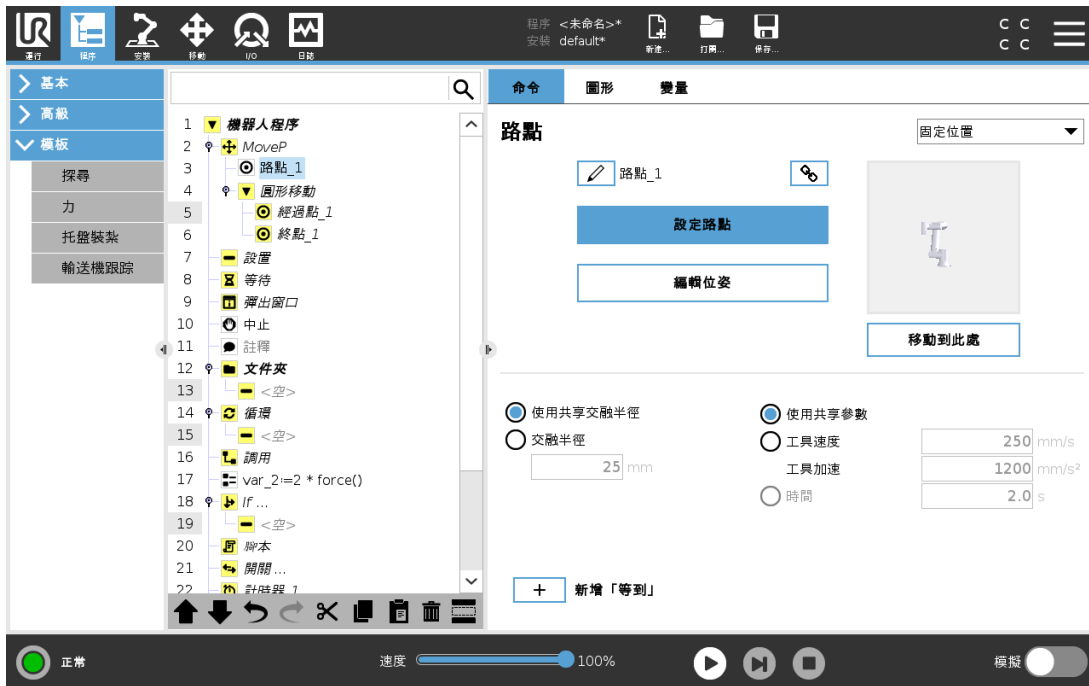 程序 <未命名>*
安裝 default*
運行
程序
安裝
移動
I/O
日誌
新建...
打開...
保存...
C C
C C
基本
高級
模板
探尋
力
托盤裝紮
輸送機跟踪
1 機器人程序
2 MoveP
3 路點_1
4 圓形移動
5 經過點_1
6 終點_1
7 設置
8 等待
9 彈出窗口
10 中止
11 註釋
12 文件夾
13 <空>
14 循環
15 <空>
16 調用
17 var_2≔2 * force()
18 If ...
19 <空>
20 腳本
21 開關 ...
22 計時器_1
命令 圖形 變量
路點
固定位置
路點_1
設定路點
編輯位姿
移動到此處
使用共享交融半徑
交融半徑
25 mm
使用共享參數
工具速度 250 mm/s
工具加速 1200 mm/s²
時間 2.0 s
+ 新增「等到」
正常
速度 100%
模擬